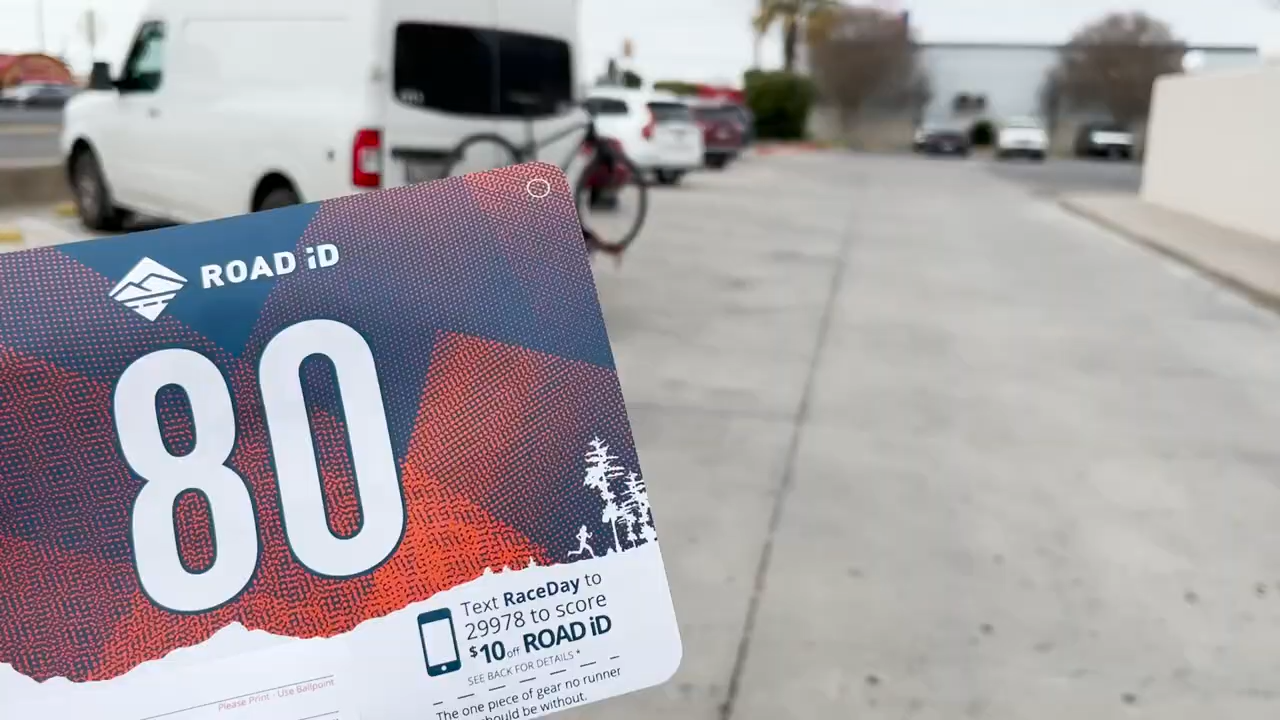 ROAD iD
80
Text RaceDay to
29978 to score
$10 off ROAD iD
SEE BACK FOR DETAILS *
The one piece of gear no runner
should be without.
Please Print - Use Ballpoint